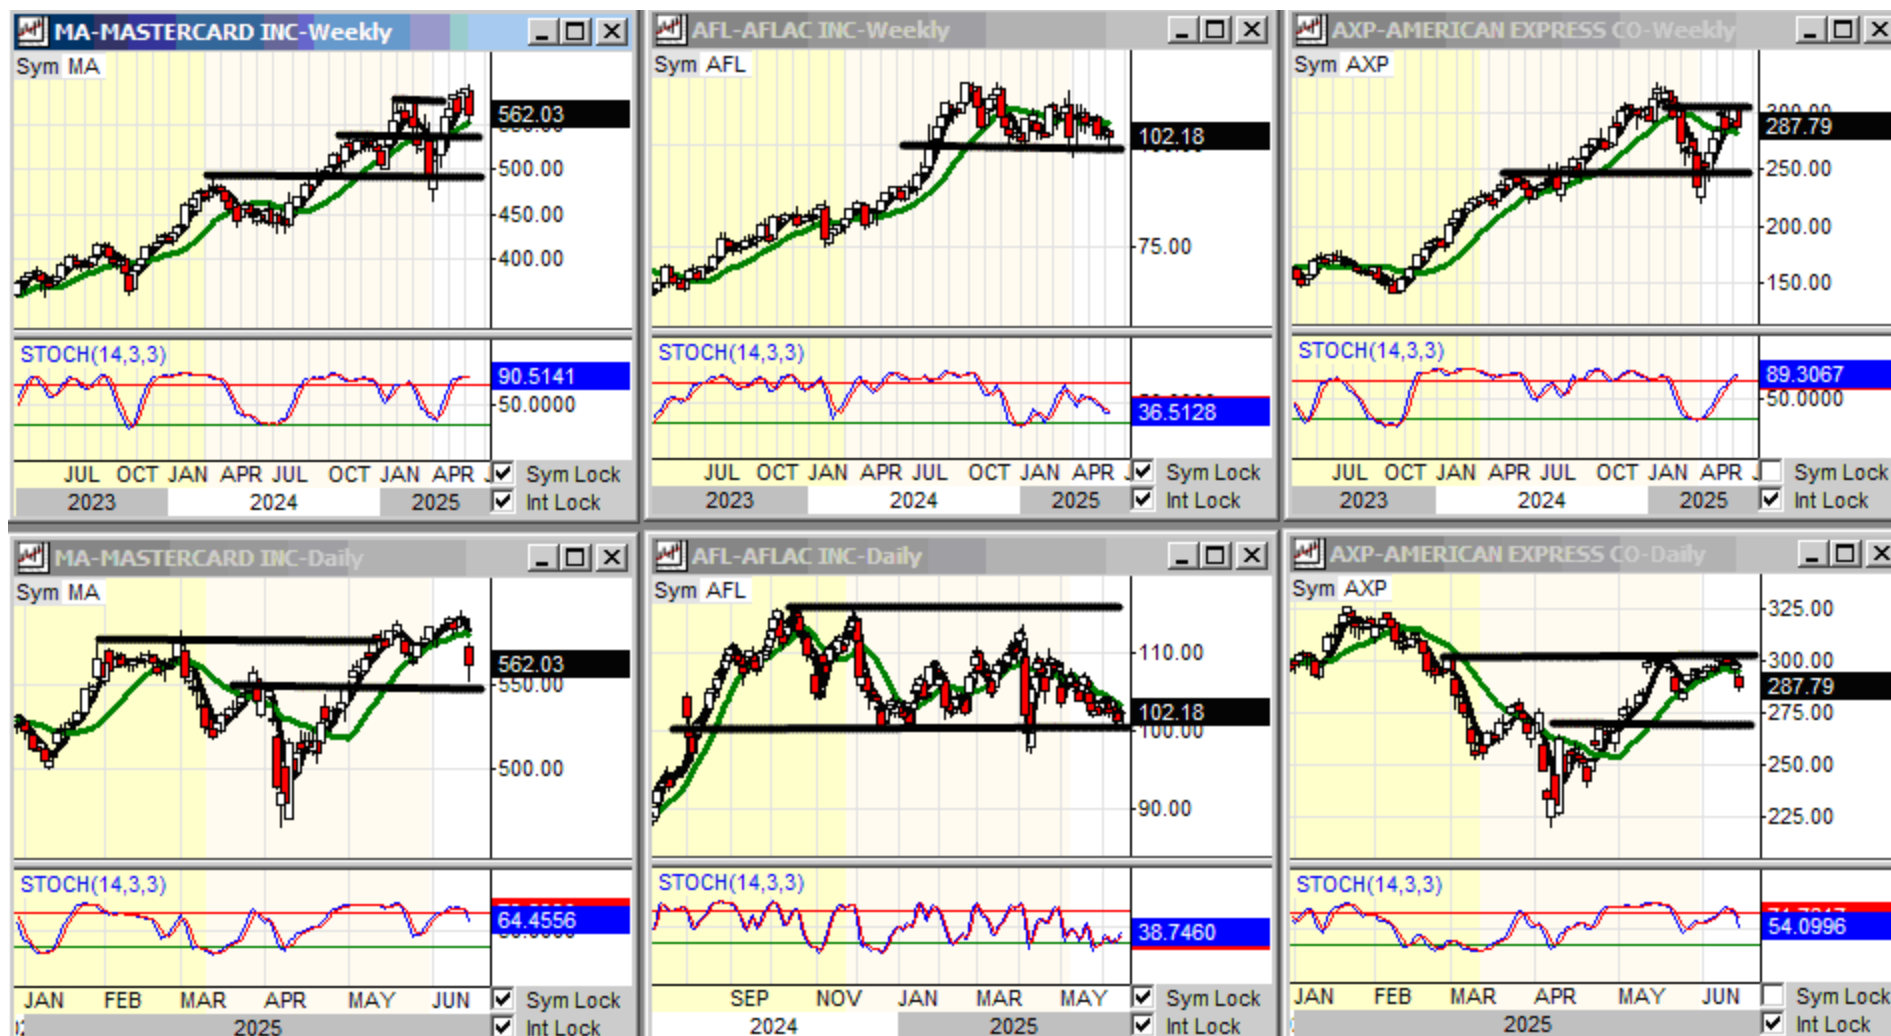 MA-MASTERCARD INC-Weekly
Sym MA
562.03
500.00
450.00
400.00
STOCH(14,3,3)
90.5141
50.0000
JUL OCT JAN APR JUL OCT JAN APR
2023 2024 2025
Sym Lock
Int Lock
AFL-AFLAC INC-Weekly
Sym AFL
102.18
75.00
STOCH(14,3,3)
36.5128
JUL OCT JAN APR JUL OCT JAN APR
2023 2024 2025
Sym Lock
Int Lock
AXP-AMERICAN EXPRESS CO-Weekly
Sym AXP
300.00
287.79
250.00
200.00
150.00
STOCH(14,3,3)
89.3067
50.0000
JUL OCT JAN APR JUL OCT JAN APR
2023 2024 2025
Sym Lock
Int Lock
MA-MASTERCARD INC-Daily
Sym MA
562.03
550.00
500.00
STOCH(14,3,3)
64.4556
JAN FEB MAR APR MAY JUN
2025
Sym Lock
Int Lock
AFL-AFLAC INC-Daily
Sym AFL
110.00
102.18
100.00
90.00
STOCH(14,3,3)
38.7460
SEP NOV JAN MAR MAY
2024 2025
Sym Lock
Int Lock
AXP-AMERICAN EXPRESS CO-Daily
Sym AXP
325.00
300.00
287.79
275.00
250.00
225.00
STOCH(14,3,3)
54.0996
JAN FEB MAR APR MAY JUN
2025
Sym Lock
Int Lock